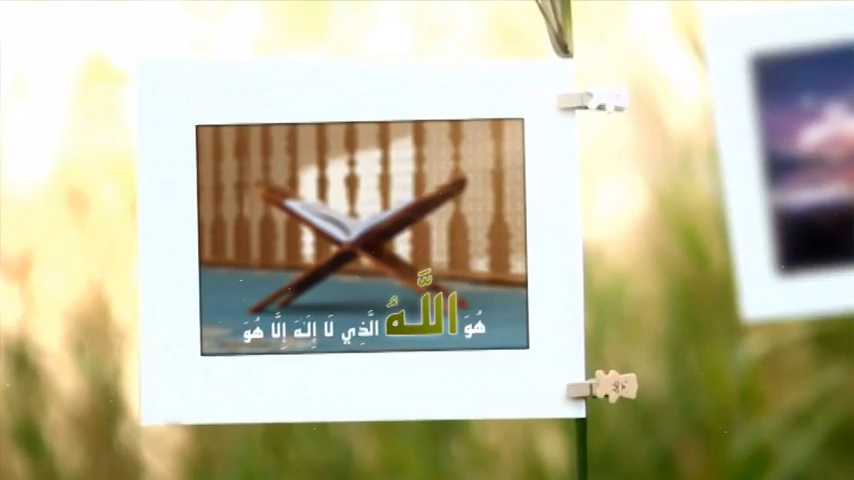 هُوَ اللَّهُ الَّذِي لَا إِلَهَ إِلَّا هُوَ